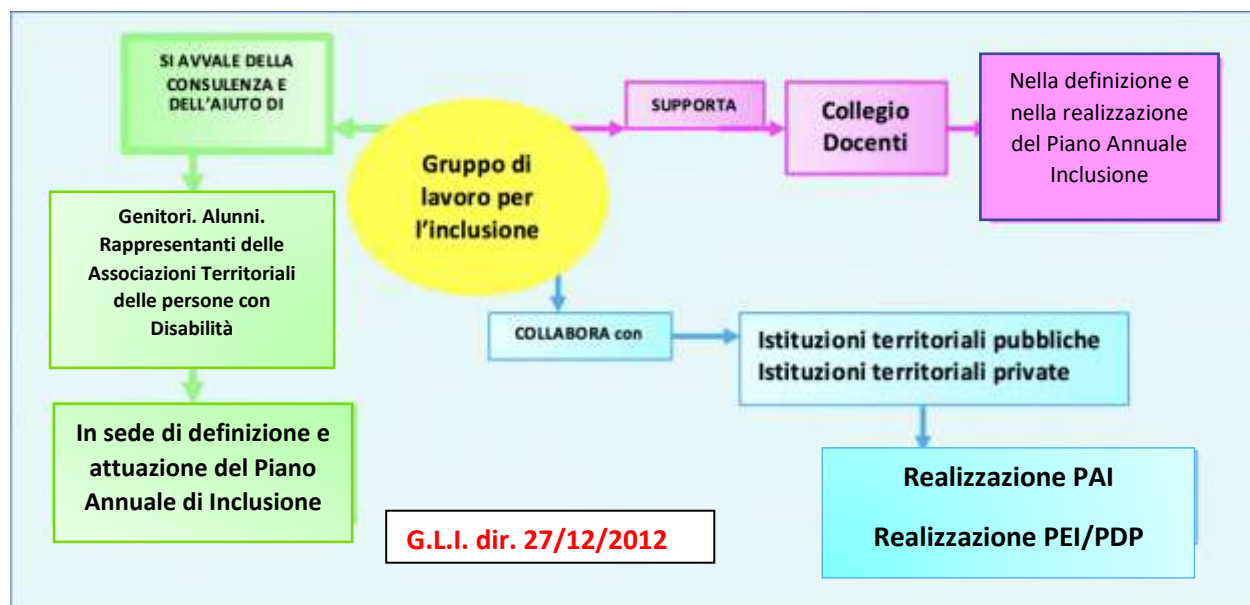 SI AVVALE DELLA
CONSULENZA E
DELL'AIUTO DI
Genitori. Alunni.
Rappresentanti delle
Associazioni Territoriali
delle persone con
Disabilità
In sede di definizione e
attuazione del Piano
Annuale di Inclusione
Gruppo di
lavoro per
l'inclusione
SUPPORTA
Collegio
Docenti
Nella definizione e
nella realizzazione
del Piano Annuale
Inclusione
COLLABORA con
Istituzioni territoriali pubbliche
Istituzioni territoriali private
Realizzazione PAI
Realizzazione PEI/PDP
G.L.I. dir. 27/12/2012